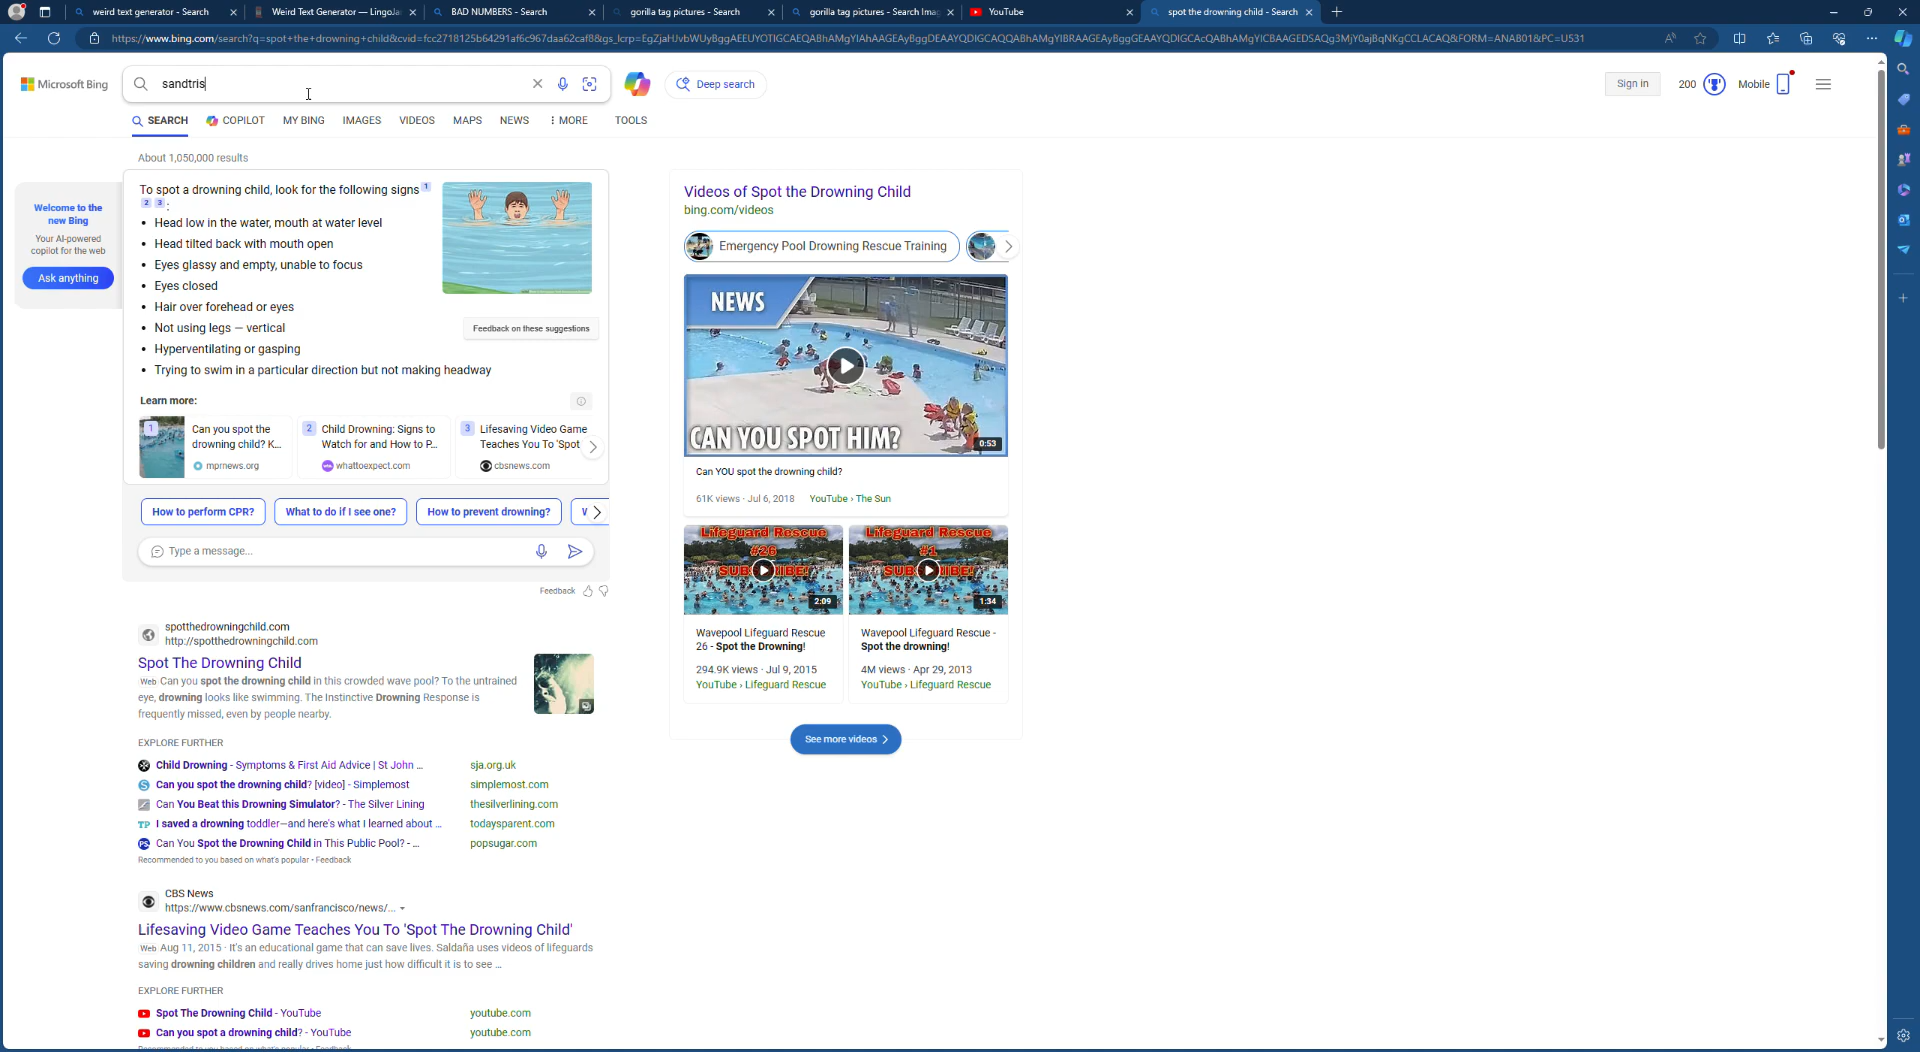 weird text generator - Search
Weird Text Generator — LingoJa
BAD NUMBERS - Search
gorilla tag pictures - Search
gorilla tag pictures - Search Ima
YouTube
spot the drowning child - Search
Microsoft Bing
sandtris
Deep search
Sign in
200
Mobile
SEARCH
COPILOT
MY BING
IMAGES
VIDEOS
MAPS
NEWS
MORE
TOOLS
About 1,050,000 results
Welcome to the
new Bing
Your AI-powered
copilot for the web
Ask anything
To spot a drowning child, look for the following signs 1
2 3 :
• Head low in the water, mouth at water level
• Head tilted back with mouth open
• Eyes glassy and empty, unable to focus
• Eyes closed
• Hair over forehead or eyes
• Not using legs — vertical
• Hyperventilating or gasping
• Trying to swim in a particular direction but not making headway
Feedback on these suggestions
Learn more:
1
Can you spot the
drowning child? K...
mprnews.org
2
Child Drowning: Signs to
Watch for and How to P...
whattoexpect.com
3
Lifesaving Video Game
Teaches You To 'Spot
cbsnews.com
How to perform CPR?
What to do if I see one?
How to prevent drowning?
Type a message...
Feedback
spotthedrowningchild.com
http://spotthedrowningchild.com
Spot The Drowning Child
Web Can you spot the drowning child in this crowded wave pool? To the untrained
eye, drowning looks like swimming. The Instinctive Drowning Response is
frequently missed, even by people nearby.
EXPLORE FURTHER
Child Drowning - Symptoms & First Aid Advice | St John ...
sja.org.uk
Can you spot the drowning child? [video] - Simplemost
simplemost.com
Can You Beat this Drowning Simulator? - The Silver Lining
thesilverlining.com
TP I saved a drowning toddler—and here's what I learned about ...
todaysparent.com
PS Can You Spot the Drowning Child in This Public Pool? - ...
popsugar.com
Recommended to you based on what's popular • Feedback
CBS News
https://www.cbsnews.com/sanfrancisco/news/...
Lifesaving Video Game Teaches You To 'Spot The Drowning Child'
Web Aug 11, 2015 · It's an educational game that can save lives. Saldaña uses videos of lifeguards
saving drowning children and really drives home just how difficult it is to see ...
EXPLORE FURTHER
Spot The Drowning Child - YouTube
youtube.com
Can you spot a drowning child? - YouTube
youtube.com
Videos of Spot the Drowning Child
bing.com/videos
Emergency Pool Drowning Rescue Training
NEWS
CAN YOU SPOT HIM?
0:53
Can YOU spot the drowning child?
61K views · Jul 6, 2018
YouTube › The Sun
Lifeguard Rescue
#26
2:09
Wavepool Lifeguard Rescue
26 - Spot the Drowning!
294.9K views · Jul 9, 2015
YouTube › Lifeguard Rescue
Lifeguard Rescue
#1
1:34
Wavepool Lifeguard Rescue -
Spot the drowning!
4M views · Apr 29, 2013
YouTube › Lifeguard Rescue
See more videos